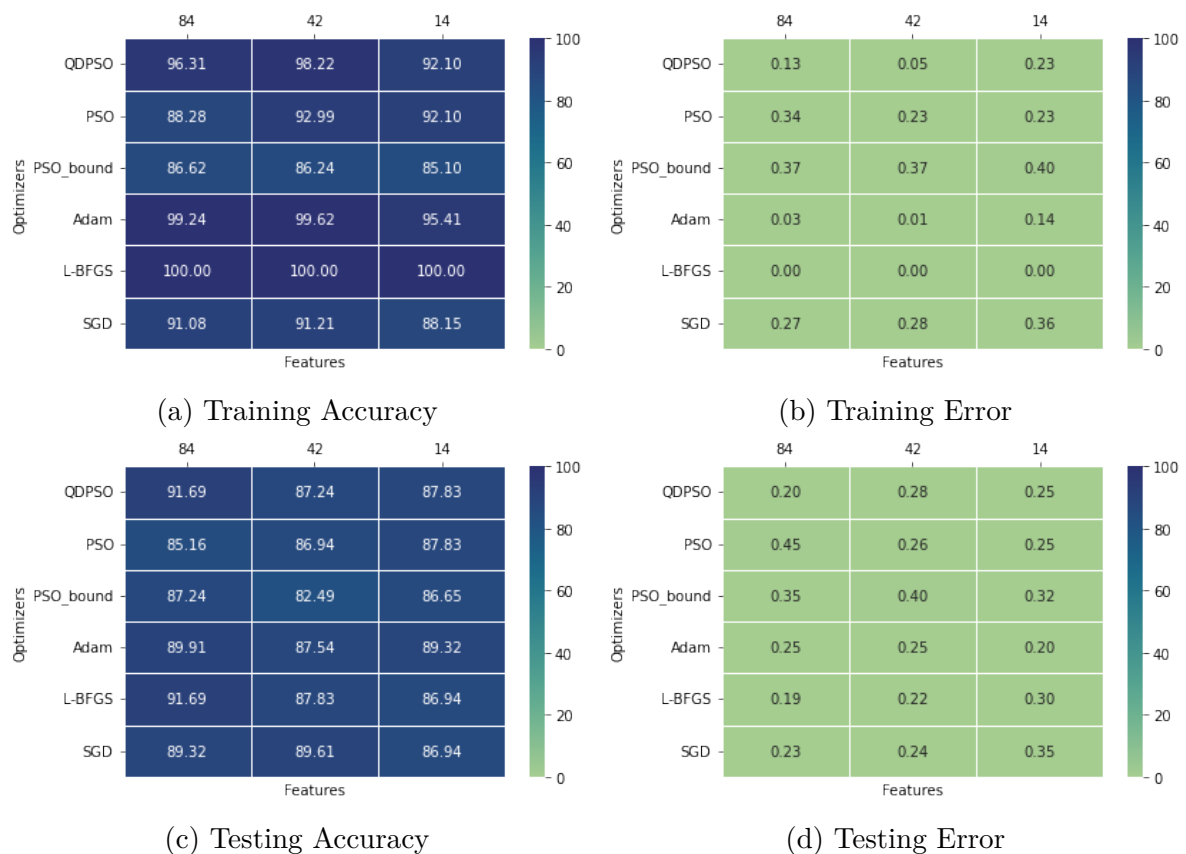 84 42 14
QDPSO 96.31 98.22 92.10
PSO 88.28 92.99 92.10
PSO_bound 86.62 86.24 85.10
Adam 99.24 99.62 95.41
L-BFGS 100.00 100.00 100.00
SGD 91.08 91.21 88.15
Optimizers
Features
100
80
60
40
20
0
(a) Training Accuracy
84 42 14
QDPSO 0.13 0.05 0.23
PSO 0.34 0.23 0.23
PSO_bound 0.37 0.37 0.40
Adam 0.03 0.01 0.14
L-BFGS 0.00 0.00 0.00
SGD 0.27 0.28 0.36
Optimizers
Features
100
80
60
40
20
0
(b) Training Error
84 42 14
QDPSO 91.69 87.24 87.83
PSO 85.16 86.94 87.83
PSO_bound 87.24 82.49 86.65
Adam 89.91 87.54 89.32
L-BFGS 91.69 87.83 86.94
SGD 89.32 89.61 86.94
Optimizers
Features
100
80
60
40
20
0
(c) Testing Accuracy
84 42 14
QDPSO 0.20 0.28 0.25
PSO 0.45 0.26 0.25
PSO_bound 0.35 0.40 0.32
Adam 0.25 0.25 0.20
L-BFGS 0.19 0.22 0.30
SGD 0.23 0.24 0.35
Optimizers
Features
100
80
60
40
20
0
(d) Testing Error